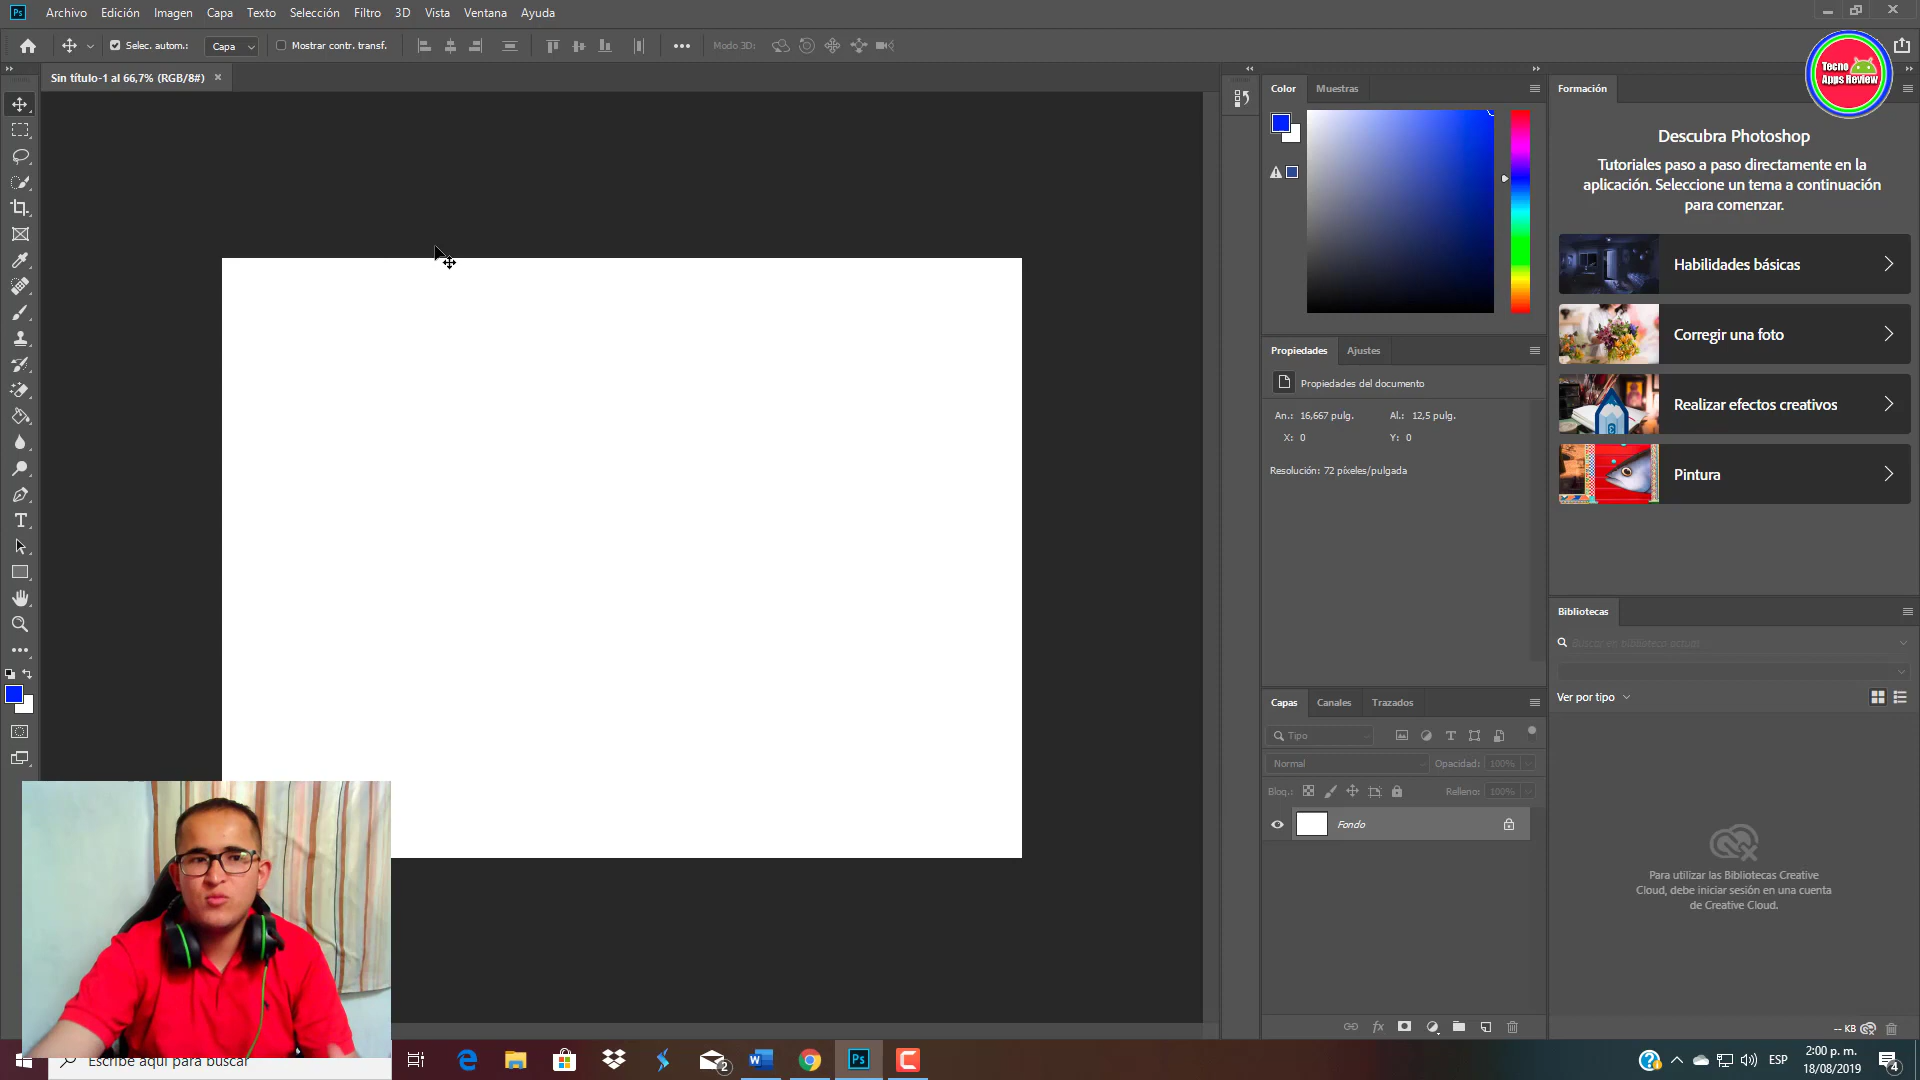 Ps Archivo Edición Imagen Capa Texto Selección Filtro 3D Vista Ventana Ayuda
Selec. autom.: Capa Mostrar contr. transf. Modo 3D:
Tecno
Apps Review
Sin título-1 al 66,7% (RGB/8#)
Color Muestras
Formación
Descubra Photoshop
Tutoriales paso a paso directamente en la
aplicación. Seleccione un tema a continuación
para comenzar.
Habilidades básicas
Corregir una foto
Realizar efectos creativos
Pintura
Propiedades Ajustes
Propiedades del documento
An.: 16,667 pulg. Al.: 12,5 pulg.
X: 0 Y: 0
Resolución: 72 píxeles/pulgada
Bibliotecas
Buscar en biblioteca actual
Ver por tipo
Capas Canales Trazados
Tipo
Normal Opacidad: 100%
Bloq.: Relleno: 100%
Fondo
Para utilizar las Bibliotecas Creative
Cloud, debe iniciar sesión en una cuenta
de Creative Cloud.
fx
-- KB
Escribe aquí para buscar
2
Ps
ESP
2:00 p. m.
18/08/2019
4